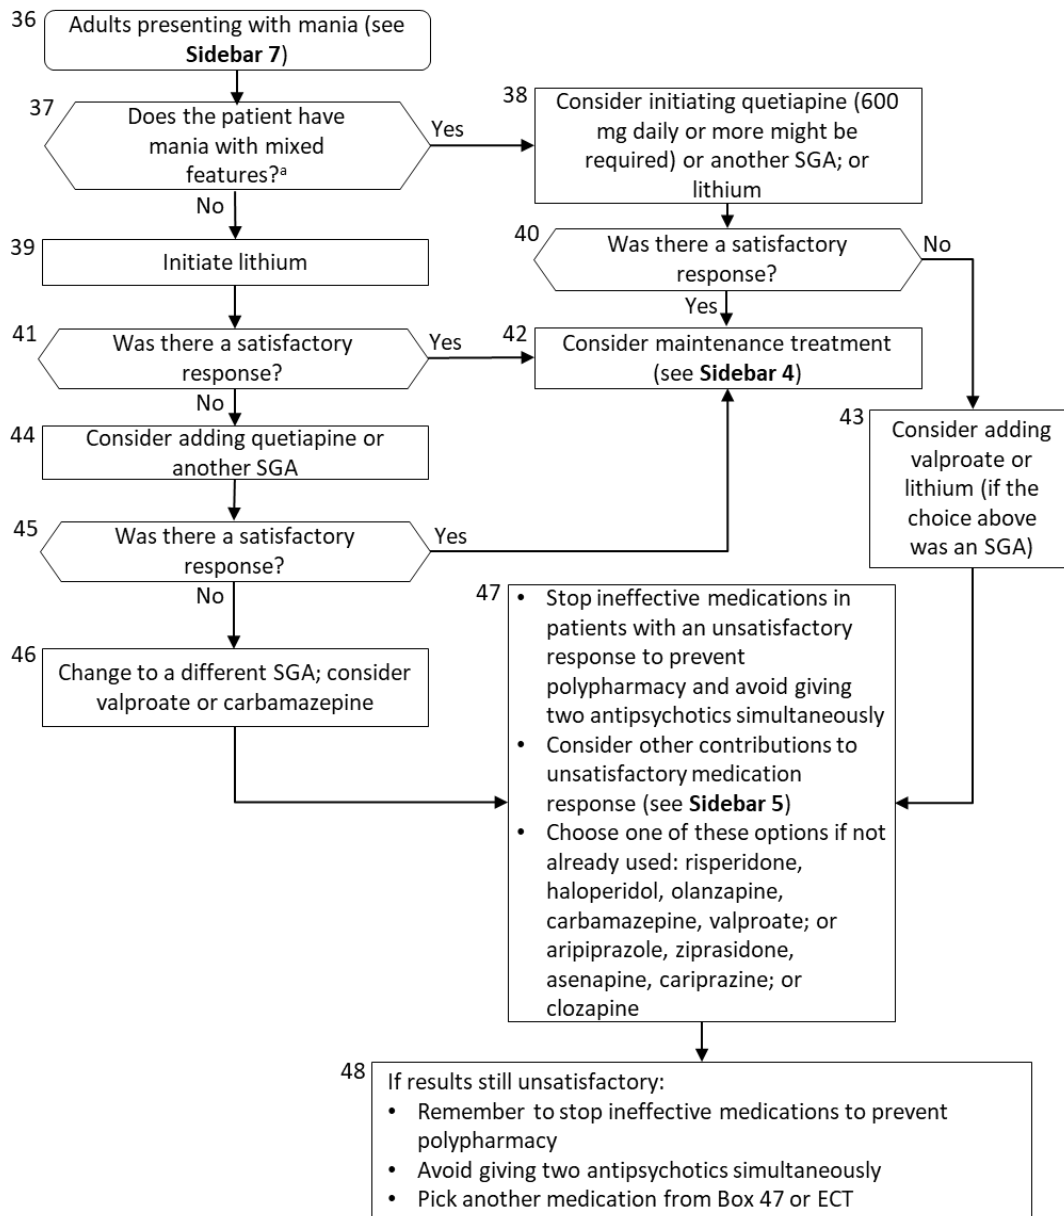 36
Adults presenting with mania (see
Sidebar 7)
37
Does the patient have
mania with mixed
features?ᵃ
Yes
No
38
Consider initiating quetiapine (600
mg daily or more might be
required) or another SGA; or
lithium
39
Initiate lithium
40
Was there a satisfactory
response?
No
Yes
41
Was there a satisfactory
response?
Yes
No
42
Consider maintenance treatment
(see Sidebar 4)
43
Consider adding
valproate or
lithium (if the
choice above
was an SGA)
44
Consider adding quetiapine or
another SGA
45
Was there a satisfactory
response?
Yes
No
46
Change to a different SGA; consider
valproate or carbamazepine
47
• Stop ineffective medications in
patients with an unsatisfactory
response to prevent
polypharmacy and avoid giving
two antipsychotics simultaneously
• Consider other contributions to
unsatisfactory medication
response (see Sidebar 5)
• Choose one of these options if not
already used: risperidone,
haloperidol, olanzapine,
carbamazepine, valproate; or
aripiprazole, ziprasidone,
asenapine, cariprazine; or
clozapine
48
If results still unsatisfactory:
• Remember to stop ineffective medications to prevent
polypharmacy
• Avoid giving two antipsychotics simultaneously
• Pick another medication from Box 47 or ECT